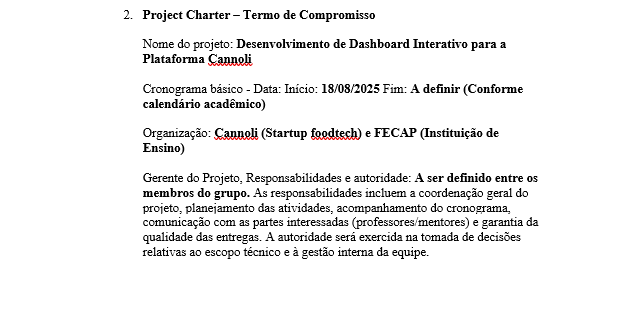 2. Project Charter – Termo de Compromisso
Nome do projeto: Desenvolvimento de Dashboard Interativo para a
Plataforma Cannoli
Cronograma básico - Data: Início: 18/08/2025 Fim: A definir (Conforme
calendário acadêmico)
Organização: Cannoli (Startup foodtech) e FECAP (Instituição de
Ensino)
Gerente do Projeto, Responsabilidades e autoridade: A ser definido entre os
membros do grupo. As responsabilidades incluem a coordenação geral do
projeto, planejamento das atividades, acompanhamento do cronograma,
comunicação com as partes interessadas (professores/mentores) e garantia da
qualidade das entregas. A autoridade será exercida na tomada de decisões
relativas ao escopo técnico e à gestão interna da equipe.